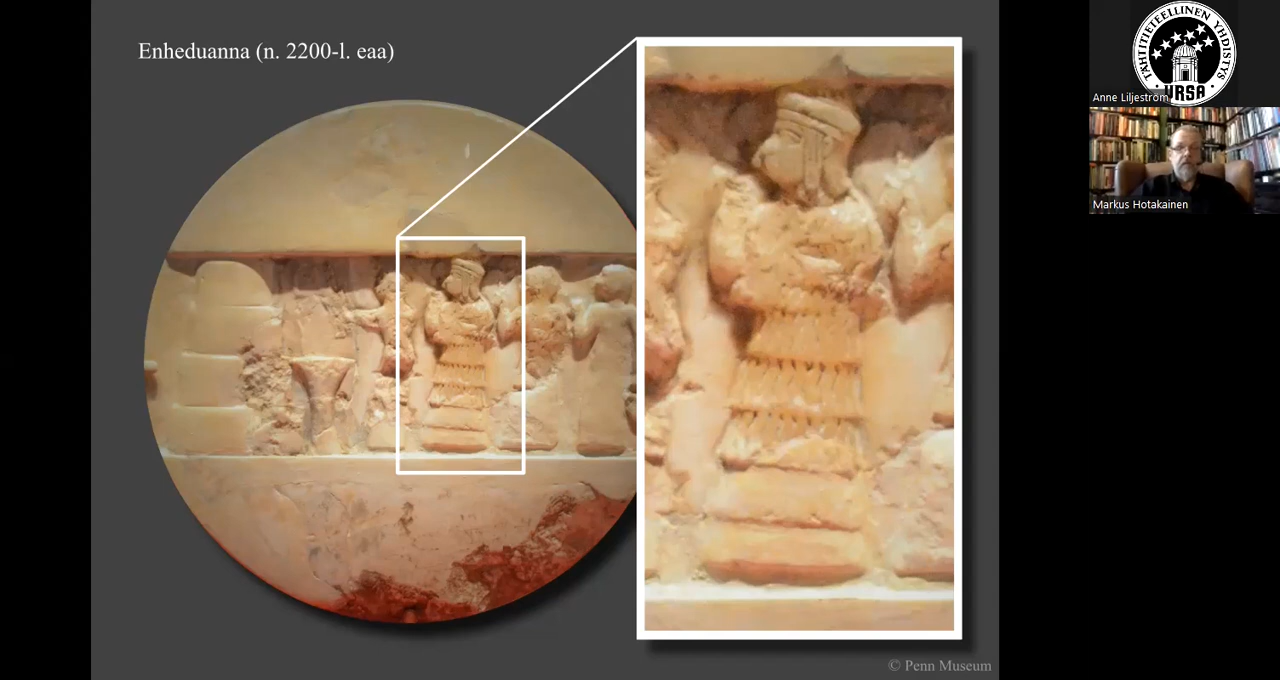 Enheduanna (n. 2200-l. eaa)
TÄHTITIETEELLINEN YHDISTYS
URSA
Anne Liljeström
Markus Hotakainen
© Penn Museum